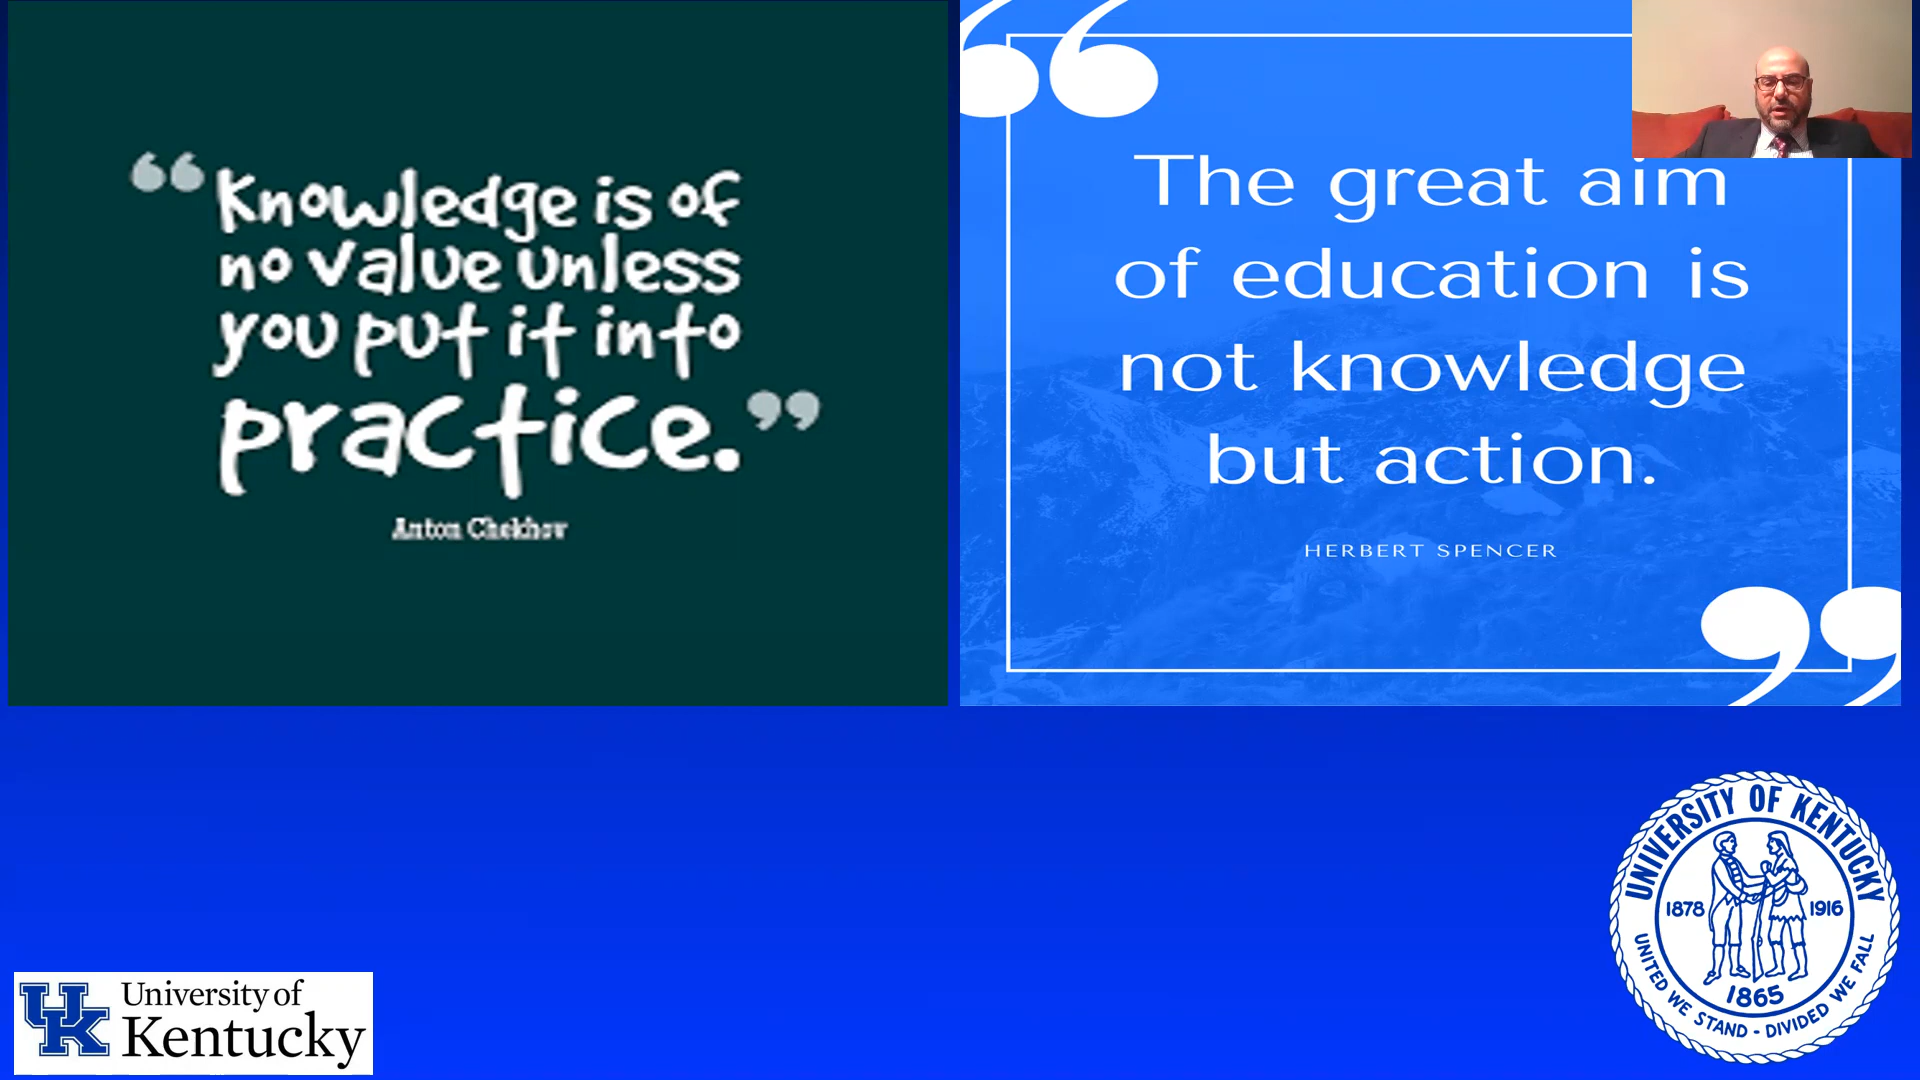 “Knowledge is of
no value unless
you put it into
practice.”
Anton Chekhov
“The great aim
of education is
not knowledge
but action.”
HERBERT SPENCER
UK University of
Kentucky
UNIVERSITY OF KENTUCKY
1878 1916
1865
UNITED WE STAND - DIVIDED WE FALL